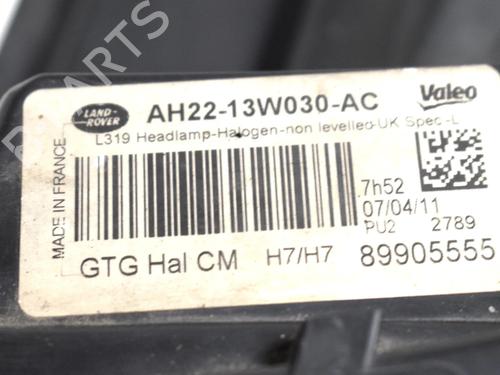 PARTS
LAND-
ROVER
AH22-13W030-AC
Valeo
L319 Headlamp-Halogen-non levelled-UK Spec-L
MADE IN FRANCE
7h52
07/04/11
PU2 2789
GTG Hal CM H7/H7 89905555